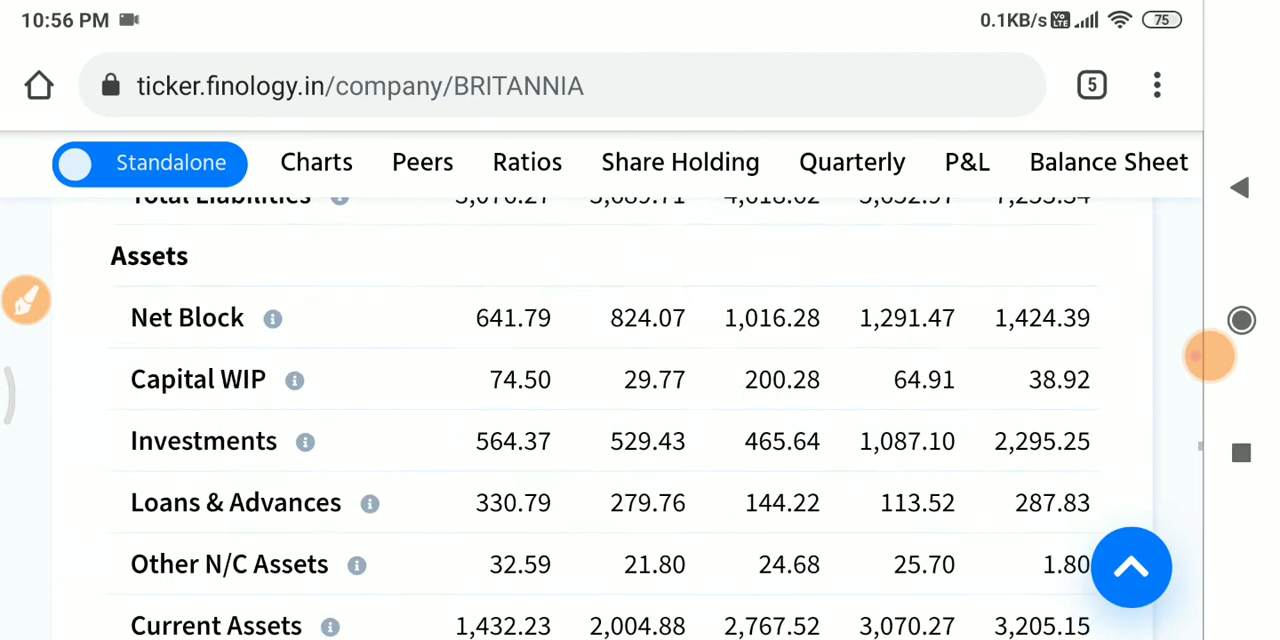 10:56 PM 0.1KB/s Vo LTE 75
ticker.finology.in/company/BRITANNIA 5
Standalone Charts Peers Ratios Share Holding Quarterly P&L Balance Sheet
Total Liabilities
Assets
Net Block 641.79 824.07 1,016.28 1,291.47 1,424.39
Capital WIP 74.50 29.77 200.28 64.91 38.92
Investments 564.37 529.43 465.64 1,087.10 2,295.25
Loans & Advances 330.79 279.76 144.22 113.52 287.83
Other N/C Assets 32.59 21.80 24.68 25.70 1.80
Current Assets 1,432.23 2,004.88 2,767.52 3,070.27 3,205.15